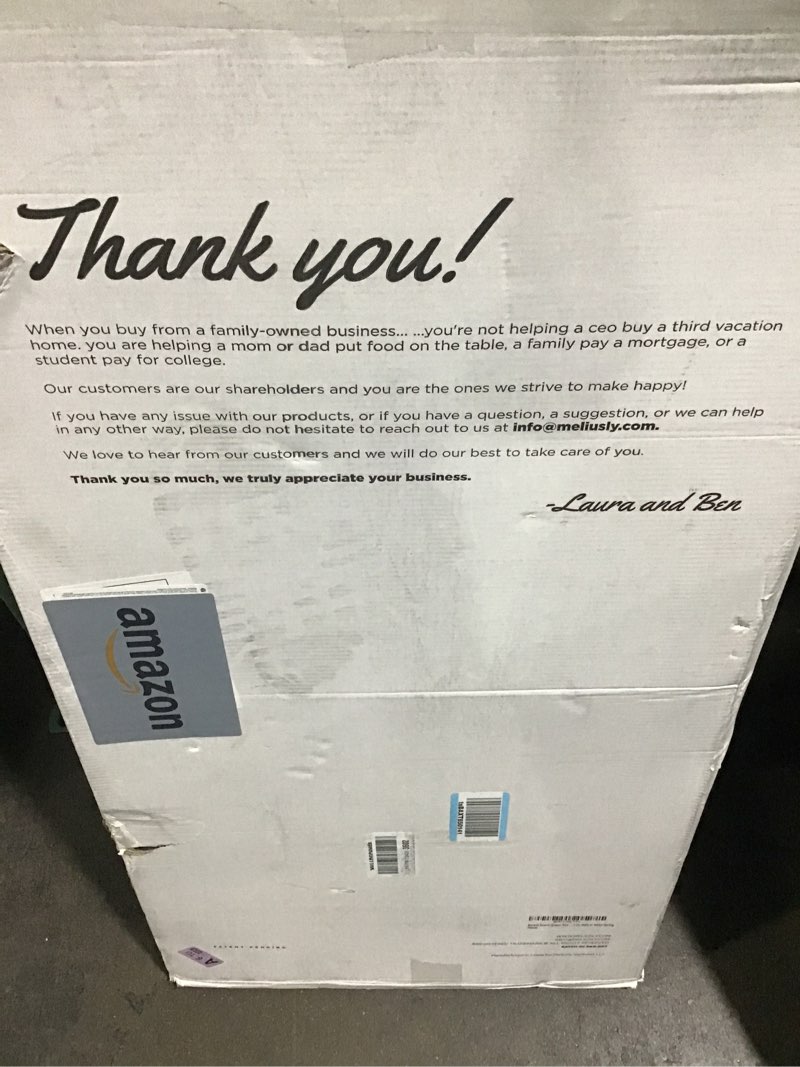 Thank you!
When you buy from a family-owned business... ...you're not helping a ceo buy a third vacation
home. you are helping a mom or dad put food on the table, a family pay a mortgage, or a
student pay for college.
Our customers are our shareholders and you are the ones we strive to make happy!
If you have any issue with our products, or if you have a question, a suggestion, or we can help
in any other way, please do not hesitate to reach out to us at info@meliusly.com.
We love to hear from our customers and we will do our best to take care of you.
Thank you so much, we truly appreciate your business.
-Laura and Ben
amazon
PATENT PENDING